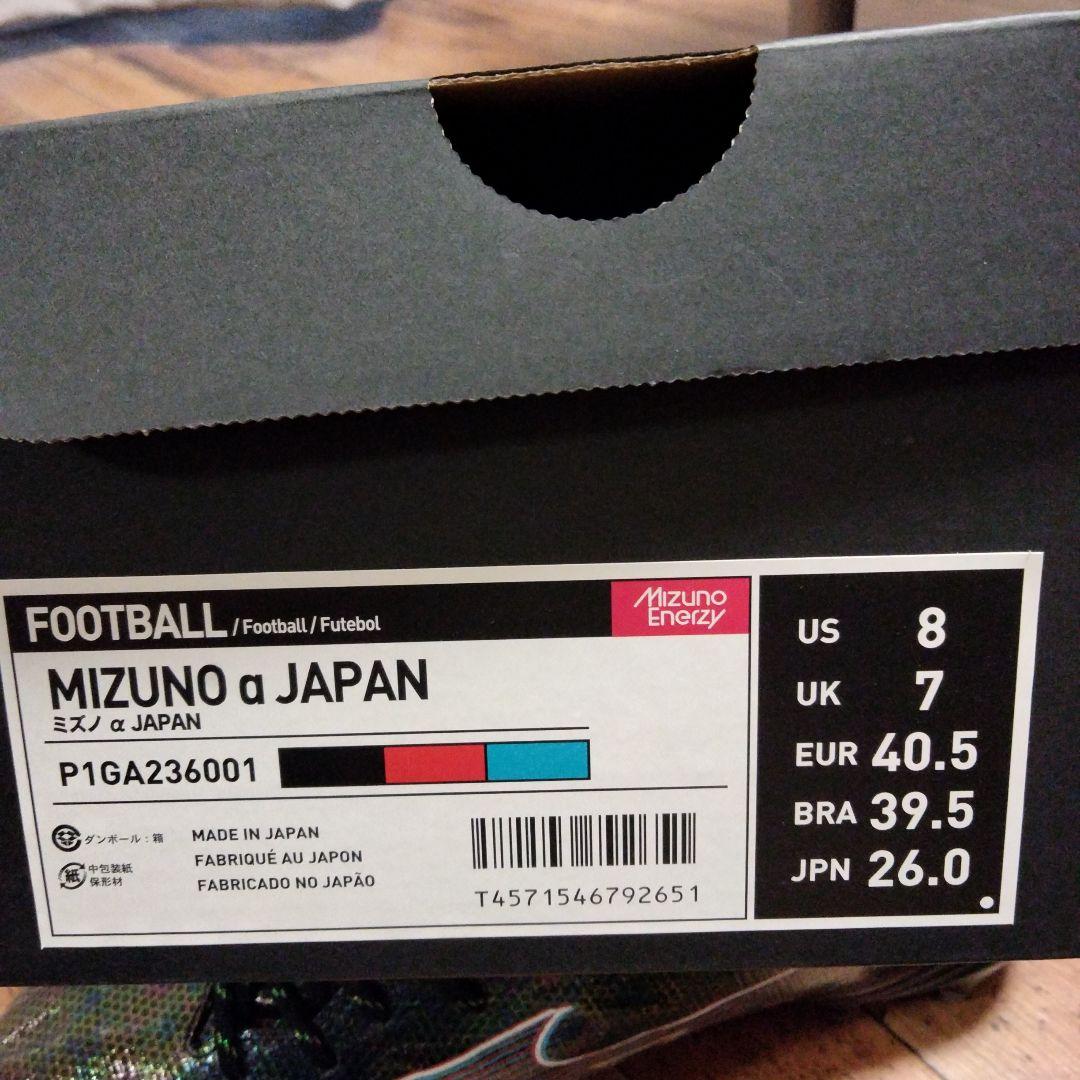 FOOTBALL / Football / Futebol
Mizuno
Enerzy
MIZUNO α JAPAN
ミズノ α JAPAN
P1GA236001
ダンボール : 箱
紙
中包装紙
保形材
MADE IN JAPAN
FABRIQUÉ AU JAPON
FABRICADO NO JAPÃO
T4571546792651
US 8
UK 7
EUR 40.5
BRA 39.5
JPN 26.0